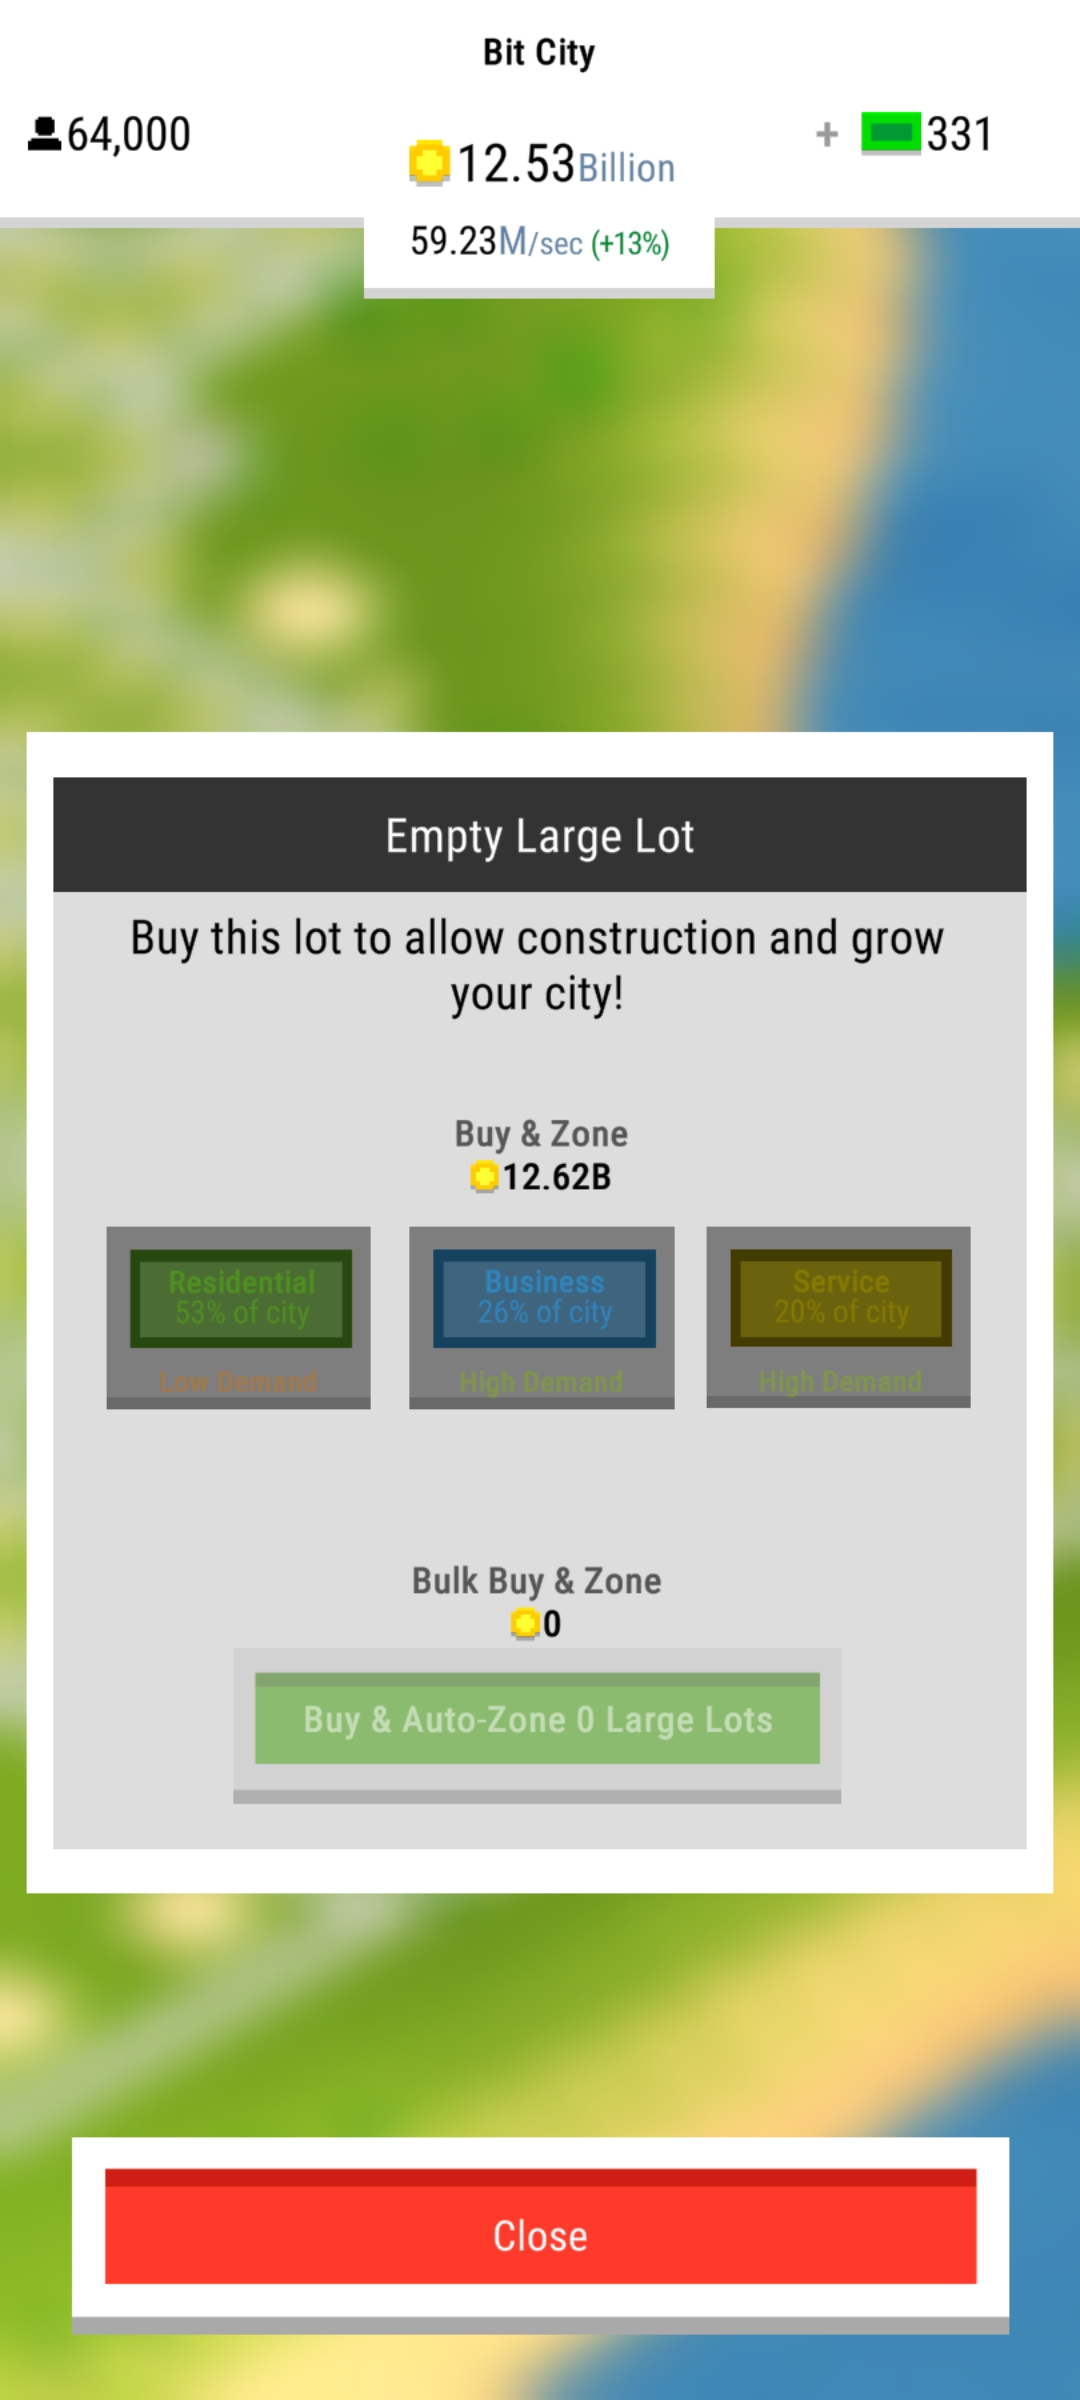 Bit City
64,000
12.53Billion
+ 331
59.23M/sec (+13%)
Empty Large Lot
Buy this lot to allow construction and grow
your city!
Buy & Zone
12.62B
Residential
53% of city
Low Demand
Business
26% of city
High Demand
Service
20% of city
High Demand
Bulk Buy & Zone
0
Buy & Auto-Zone 0 Large Lots
Close